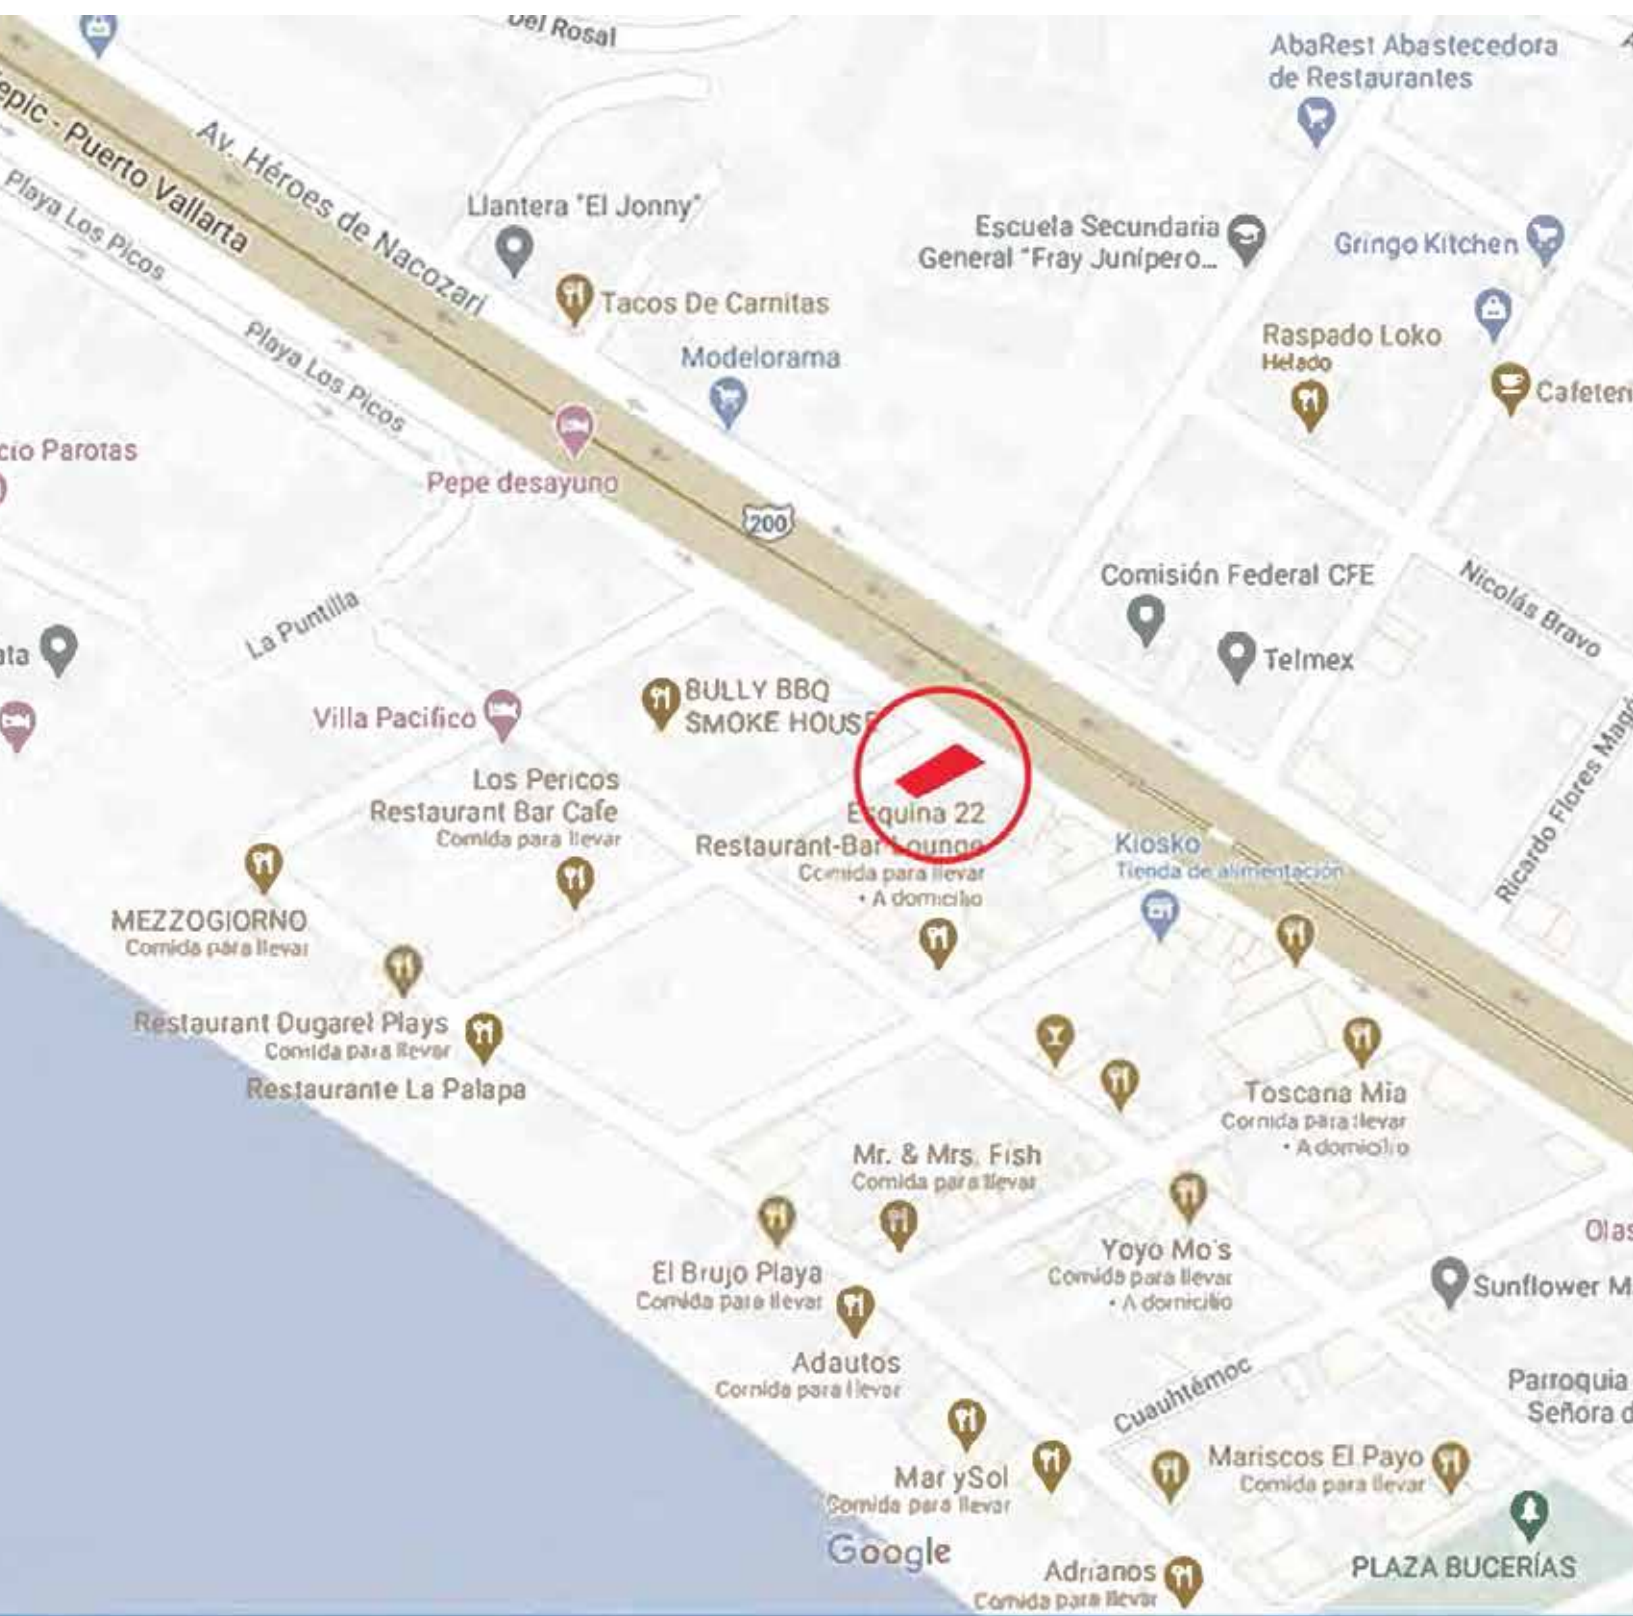 Del Rosal
AbaRest Abastecedora
de Restaurantes
epic - Puerto Vallarta
Av. Héroes de Nacozari
Playa Los Picos
Playa Los Picos
Llantera "El Jonny"
Tacos De Carnitas
Modelorama
Escuela Secundaria
General "Fray Junípero...
Gringo Kitchen
Raspado Loko
Helado
Cafeteri
cio Parotas
Pepe desayuno
200
Comisión Federal CFE
Telmex
Nicolás Bravo
Ricardo Flores Magó
La Puntilla
ata
Villa Pacifico
BULLY BBQ
SMOKE HOUSE
Los Pericos
Restaurant Bar Cafe
Comida para llevar
Esquina 22
Restaurant-Bar Lounge
Comida para llevar
• A domicilio
Kiosko
Tienda de alimentación
MEZZOGIORNO
Comida para llevar
Restaurant Dugarel Plays
Comida para llevar
Restaurante La Palapa
Toscana Mia
Comida para llevar
• A domicilio
Mr. & Mrs. Fish
Comida para llevar
Yoyo Mo's
Comida para llevar
• A domicilio
Olas
Sunflower M
El Brujo Playa
Comida para llevar
Adautos
Comida para llevar
Cuauhtémoc
Parroquia
Señora d
Mar ySol
Comida para llevar
Mariscos El Payo
Comida para llevar
Google
Adrianos
Comida para llevar
PLAZA BUCERÍAS